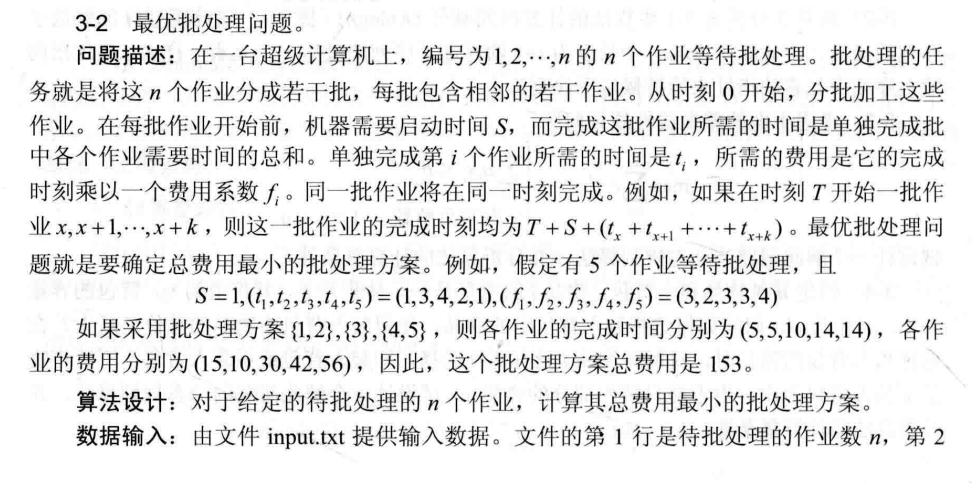 3-2 最优批处理问题。
问题描述：在一台超级计算机上，编号为1,2,⋯,n的 n 个作业等待批处理。批处理的任
务就是将这 n 个作业分成若干批，每批包含相邻的若干作业。从时刻 0 开始，分批加工这些
作业。在每批作业开始前，机器需要启动时间 S，而完成这批作业所需的时间是单独完成批
中各个作业需要时间的总和。单独完成第 i 个作业所需的时间是 tᵢ，所需的费用是它的完成
时刻乘以一个费用系数 fᵢ。同一批作业将在同一时刻完成。例如，如果在时刻 T 开始一批作
业 x, x+1,⋯, x+k，则这一批作业的完成时刻均为 T+S+(tₓ+tₓ₊₁+⋯+tₓ₊ₖ)。最优批处理问
题就是要确定总费用最小的批处理方案。例如，假定有 5 个作业等待批处理，且
S=1,(t₁,t₂,t₃,t₄,t₅)=(1,3,4,2,1),(f₁,f₂,f₃,f₄,f₅)=(3,2,3,3,4)
如果采用批处理方案{1,2},{3},{4,5}，则各作业的完成时间分别为(5,5,10,14,14)，各作
业的费用分别为(15,10,30,42,56)，因此，这个批处理方案总费用是 153。
算法设计：对于给定的待批处理的 n 个作业，计算其总费用最小的批处理方案。
数据输入：由文件 input.txt 提供输入数据。文件的第 1 行是待批处理的作业数 n，第 2